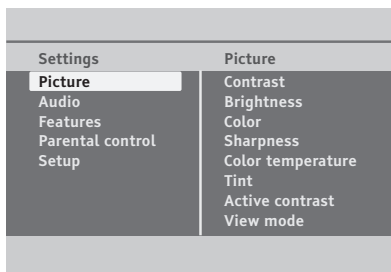 Settings
Picture
Audio
Features
Parental control
Setup
Picture
Contrast
Brightness
Color
Sharpness
Color temperature
Tint
Active contrast
View mode